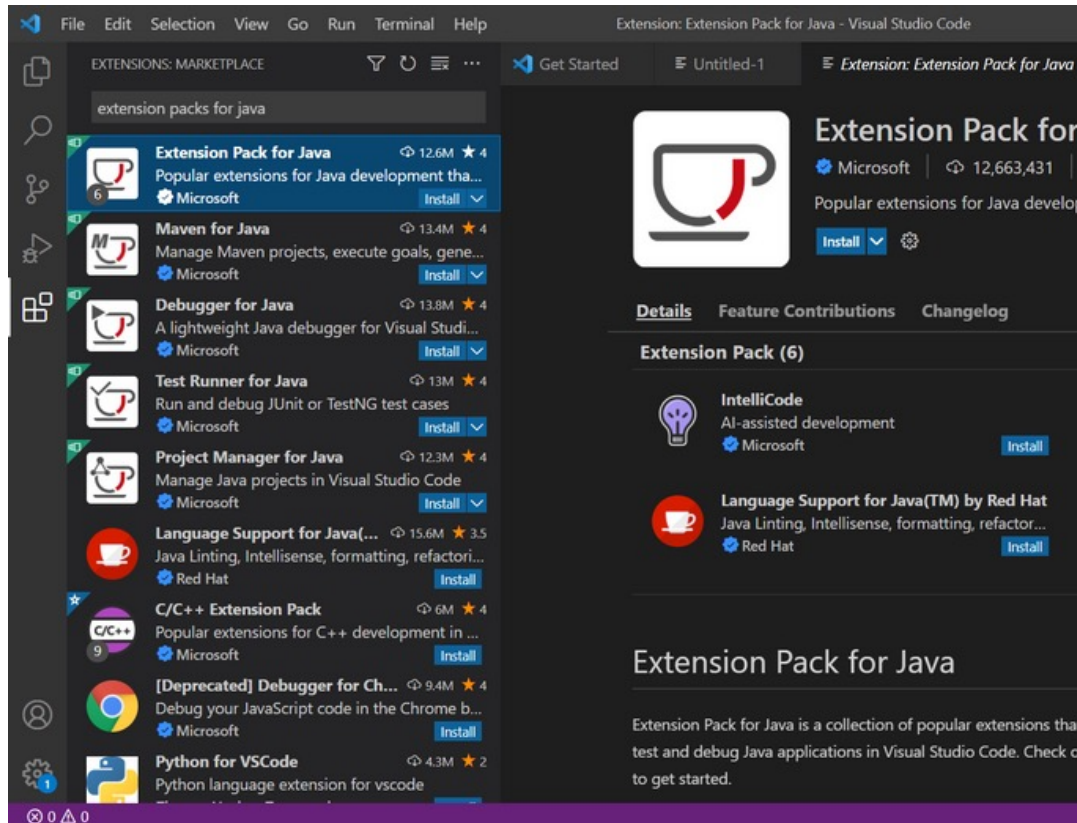 File Edit Selection View Go Run Terminal Help
Extension: Extension Pack for Java - Visual Studio Code
EXTENSIONS: MARKETPLACE
Get Started
Untitled-1
Extension: Extension Pack for Java
extension packs for java
Extension Pack for Java 12.6M ★ 4
Popular extensions for Java development tha...
Microsoft Install
6
Maven for Java 13.4M ★ 4
Manage Maven projects, execute goals, gene...
Microsoft Install
M
Debugger for Java 13.8M ★ 4
A lightweight Java debugger for Visual Studi...
Microsoft Install
Test Runner for Java 13M ★ 4
Run and debug JUnit or TestNG test cases
Microsoft Install
Project Manager for Java 12.3M ★ 4
Manage Java projects in Visual Studio Code
Microsoft Install
Language Support for Java(... 15.6M ★ 3.5
Java Linting, Intellisense, formatting, refactori...
Red Hat Install
C/C++ Extension Pack 6M ★ 4
Popular extensions for C++ development in ...
Microsoft Install
C/C++
9
[Deprecated] Debugger for Ch... 9.4M ★ 4
Debug your JavaScript code in the Chrome b...
Microsoft Install
Python for VSCode 4.3M ★ 2
Python language extension for vscode
1
0 0
Extension Pack for
Microsoft 12,663,431
Popular extensions for Java develop
Install
Details Feature Contributions Changelog
Extension Pack (6)
IntelliCode
AI-assisted development
Microsoft Install
Language Support for Java(TM) by Red Hat
Java Linting, Intellisense, formatting, refactor...
Red Hat Install
Extension Pack for Java
Extension Pack for Java is a collection of popular extensions tha
test and debug Java applications in Visual Studio Code. Check
to get started.